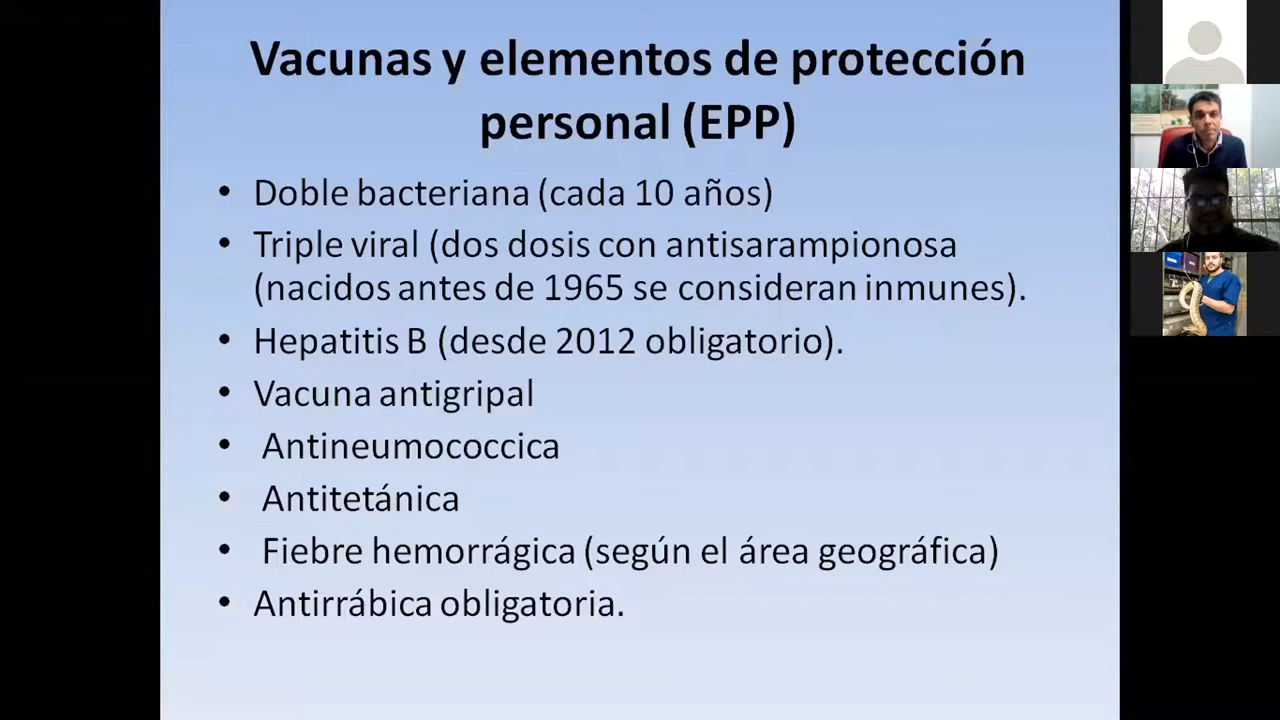 Vacunas y elementos de protección
personal (EPP)
• Doble bacteriana (cada 10 años)
• Triple viral (dos dosis con antisarampionosa
(nacidos antes de 1965 se consideran inmunes).
• Hepatitis B (desde 2012 obligatorio).
• Vacuna antigripal
• Antineumococcica
• Antitetánica
• Fiebre hemorrágica (según el área geográfica)
• Antirrábica obligatoria.